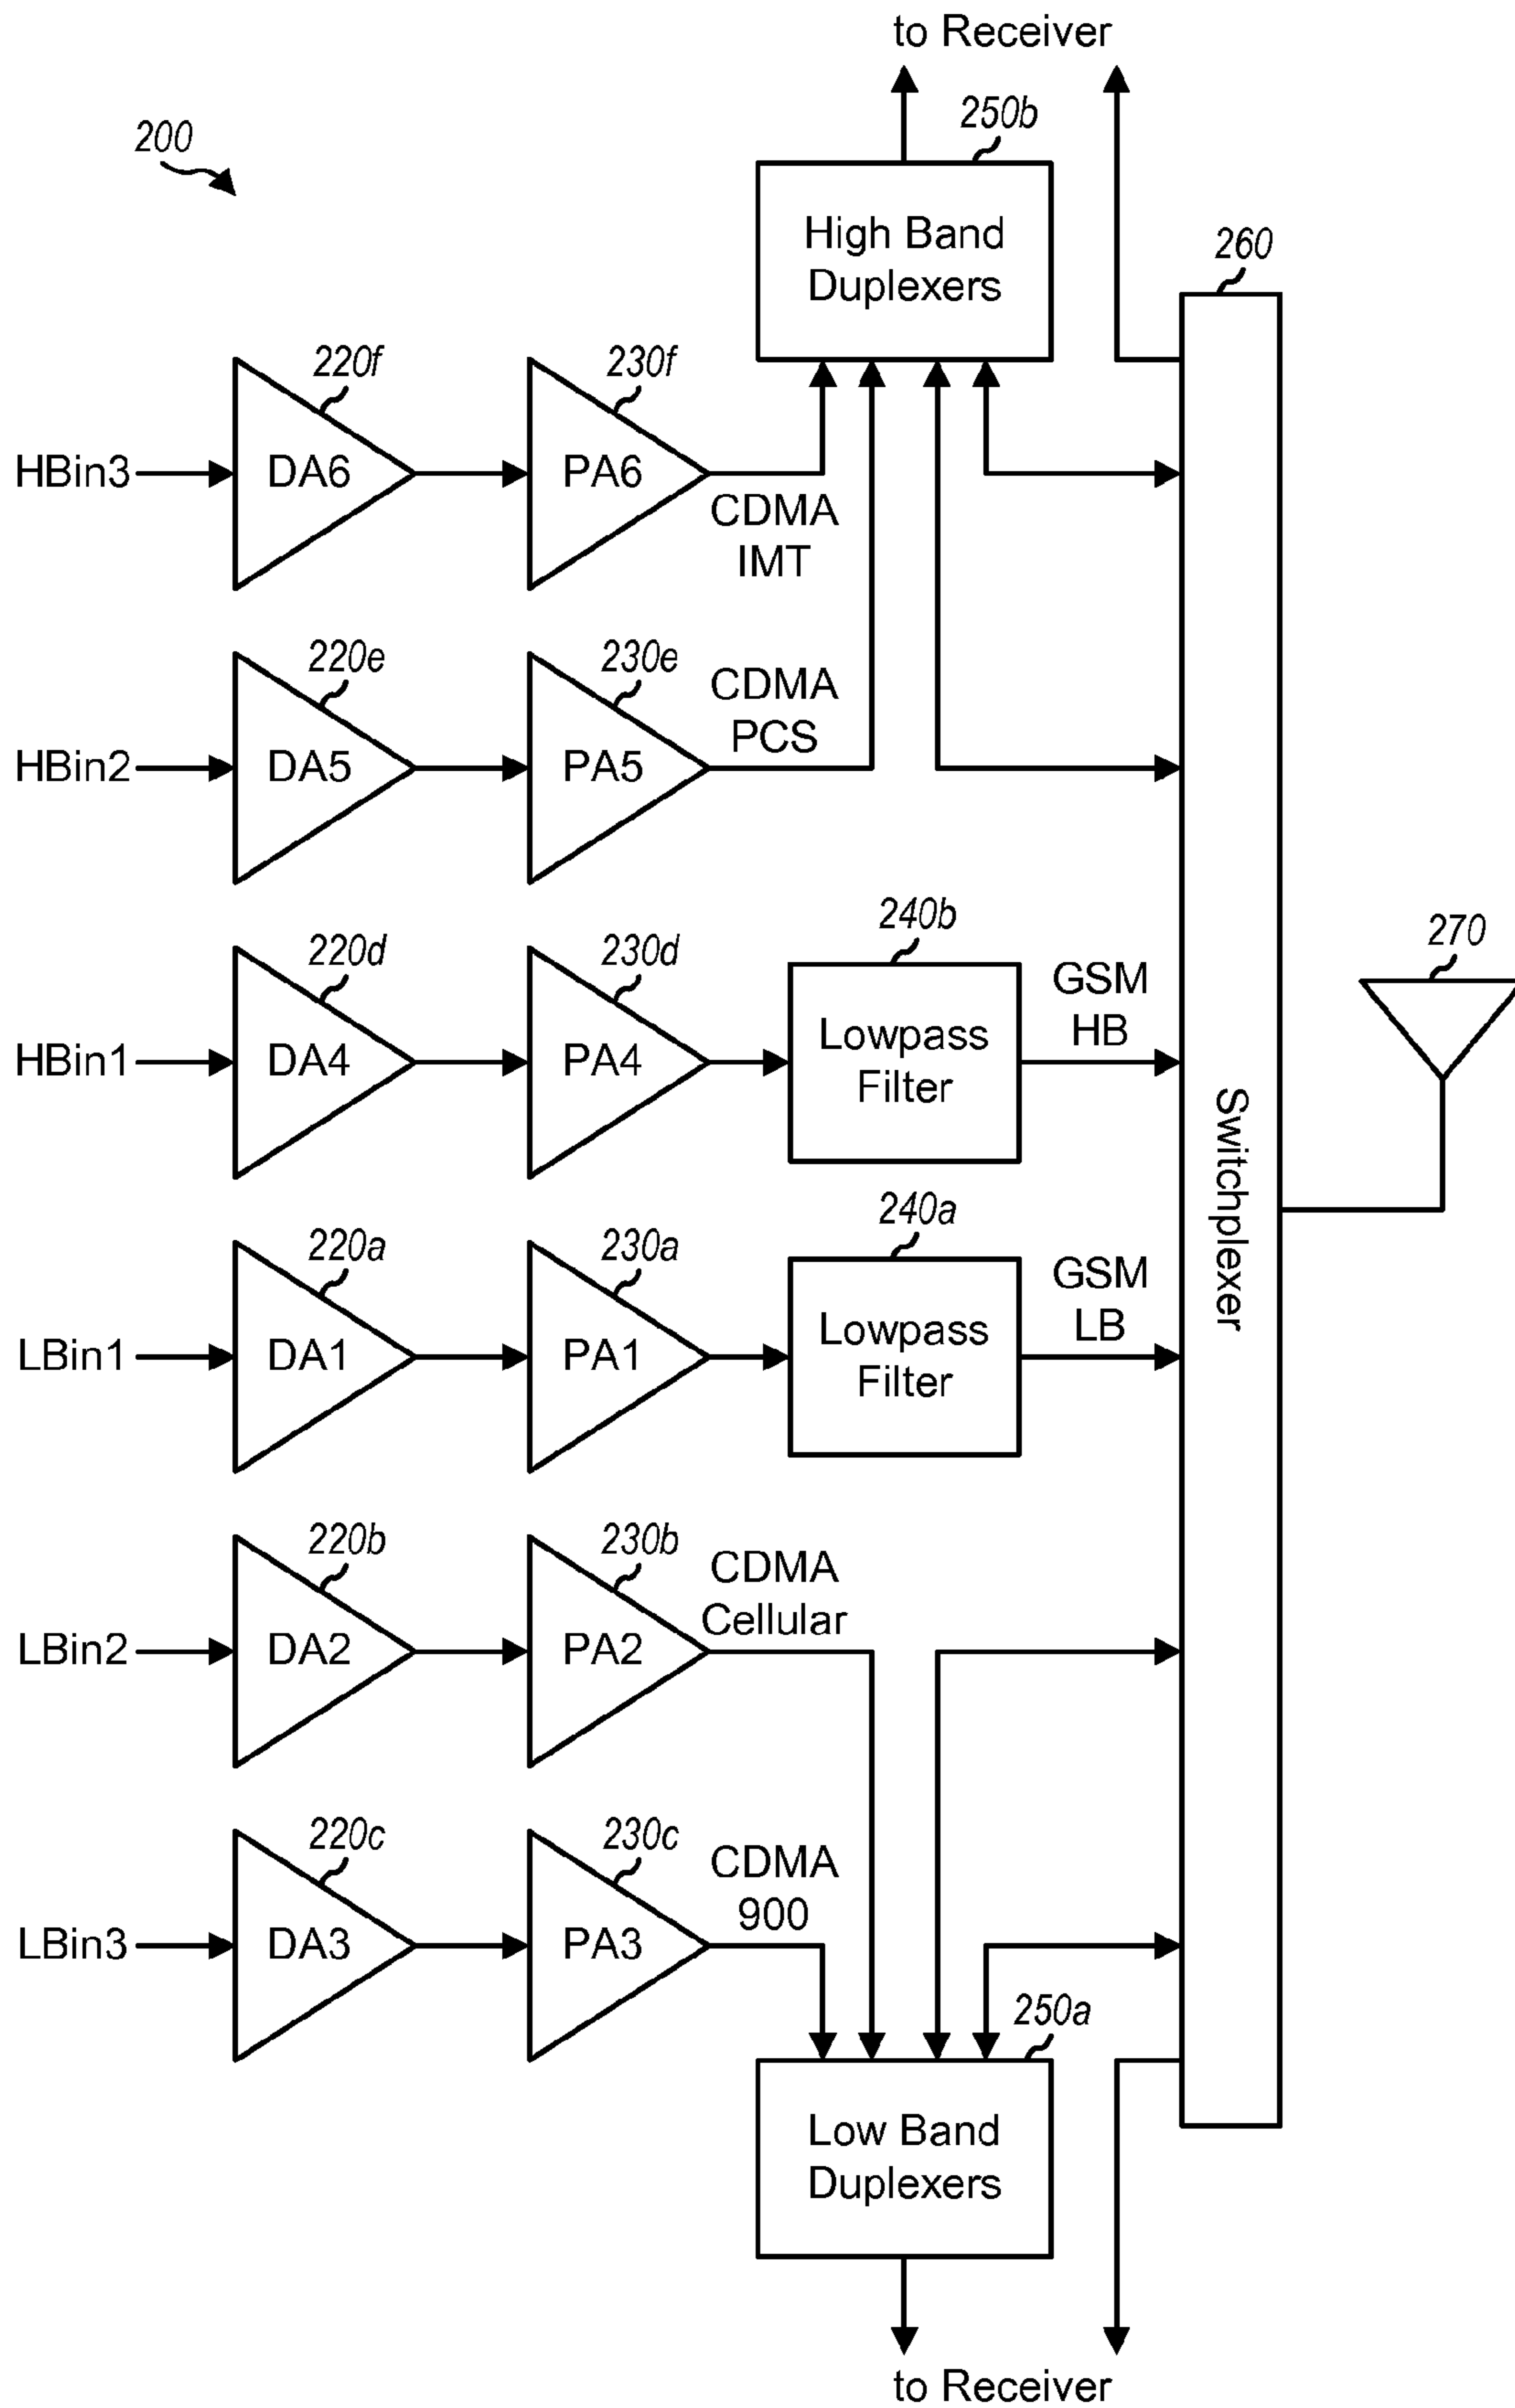 to Receiver
200
250b
High Band
Duplexers
260
220f
230f
HBin3
DA6
PA6
CDMA
IMT
220e
230e
CDMA
PCS
HBin2
DA5
PA5
240b
270
220d
230d
GSM
HB
HBin1
DA4
PA4
Lowpass
Filter
Switchplexer
240a
220a
230a
GSM
LB
LBin1
DA1
PA1
Lowpass
Filter
220b
230b
CDMA
Cellular
LBin2
DA2
PA2
220c
230c
CDMA
900
LBin3
DA3
PA3
250a
Low Band
Duplexers
to Receiver